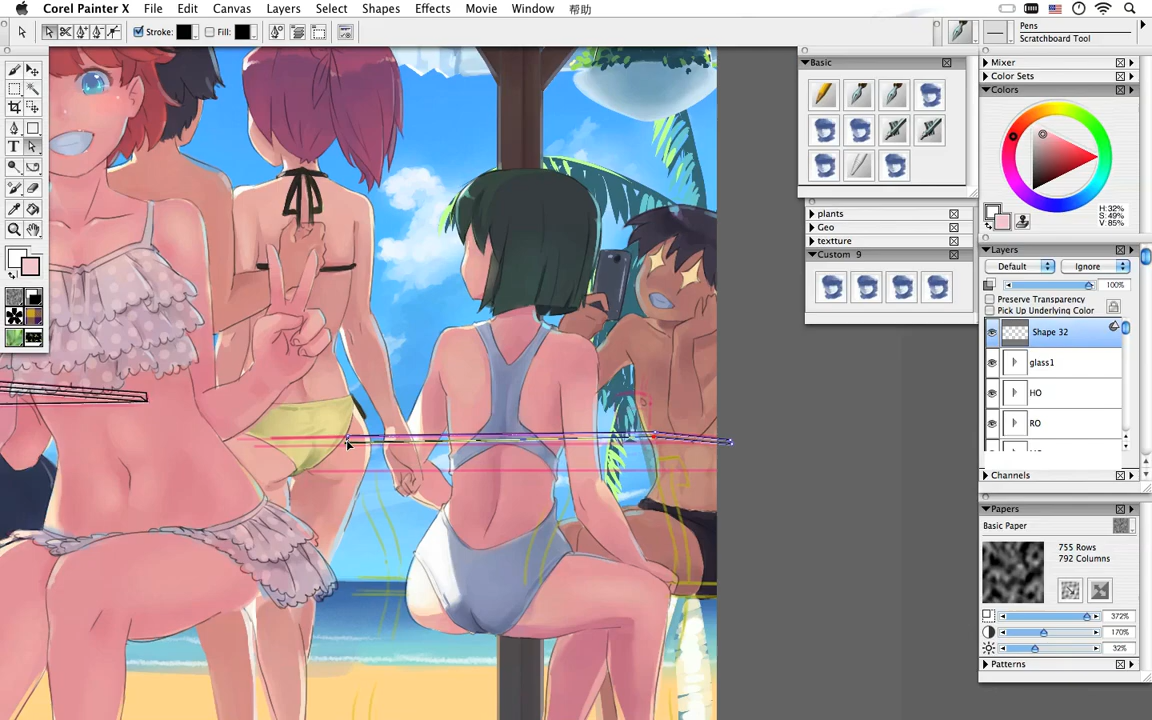 Corel Painter X File Edit Canvas Layers Select Shapes Effects Movie Window 帮助
Stroke: Fill:
Pens
Scratchboard Tool
Basic
plants
Geo
textture
Custom 9
Mixer
Color Sets
Colors
H:32%
S:49%
V:85%
Layers
Default Ignore
100%
Preserve Transparency
Pick Up Underlying Color
Shape 32
glass1
HO
RO
Channels
Papers
Basic Paper
755 Rows
792 Columns
372%
170%
32%
Patterns
T